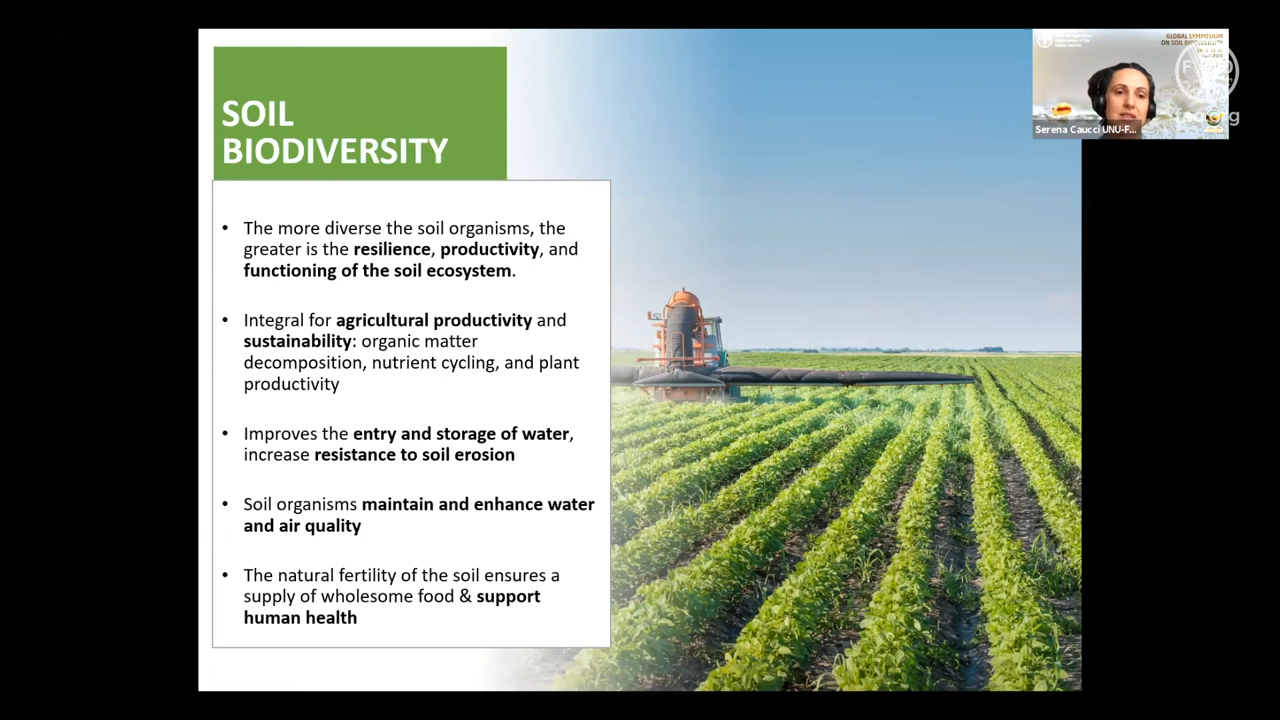 SOIL
BIODIVERSITY
• The more diverse the soil organisms, the
greater is the resilience, productivity, and
functioning of the soil ecosystem.
• Integral for agricultural productivity and
sustainability: organic matter
decomposition, nutrient cycling, and plant
productivity
• Improves the entry and storage of water,
increase resistance to soil erosion
• Soil organisms maintain and enhance water
and air quality
• The natural fertility of the soil ensures a
supply of wholesome food & support
human health
GLOBAL SYMPOSIUM
ON SOIL BIODIVERSITY
Serena Caucci UNU-F...